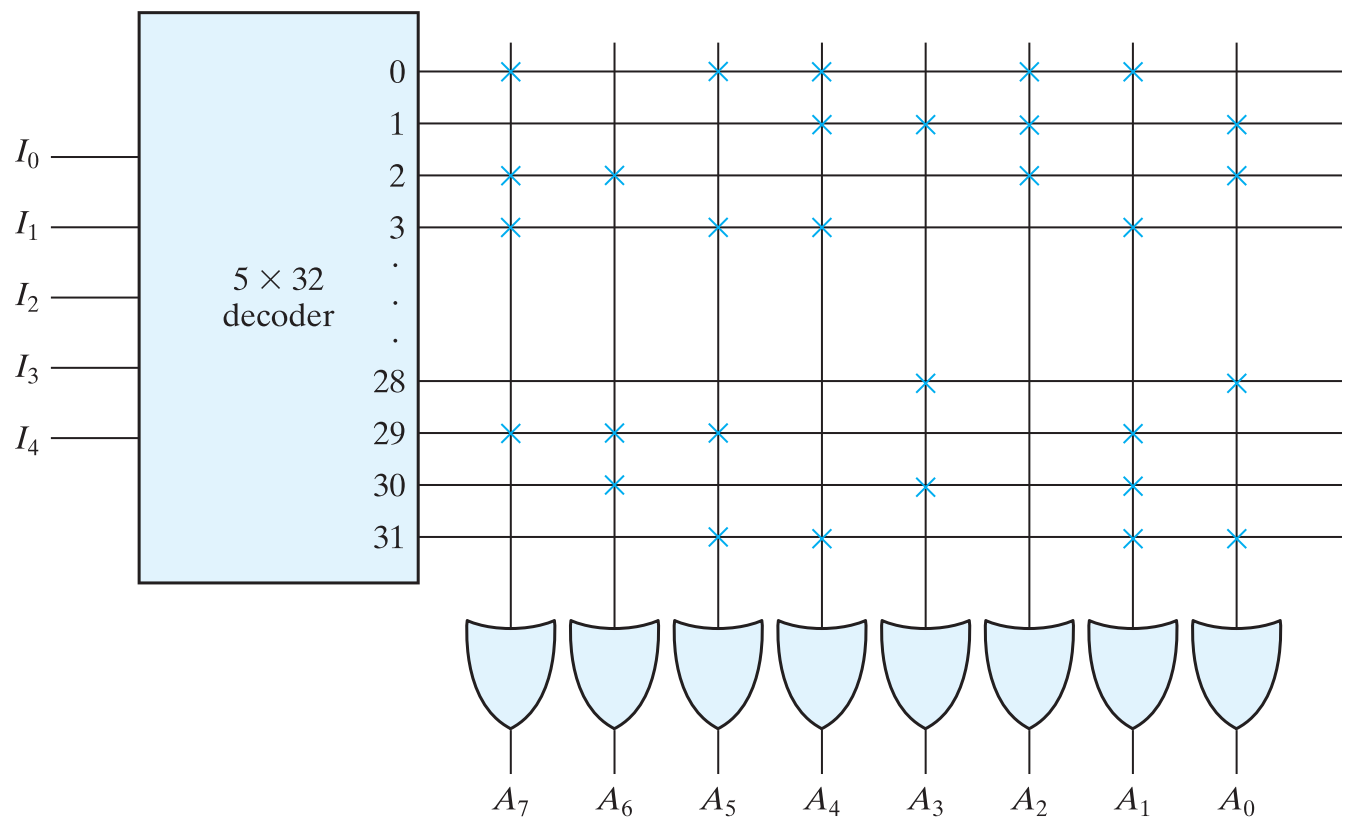 0
1
I₀
2
I₁
3
.
5 × 32
I₂
.
decoder
.
I₃
28
I₄
29
30
31
A₇ A₆ A₅ A₄ A₃ A₂ A₁ A₀